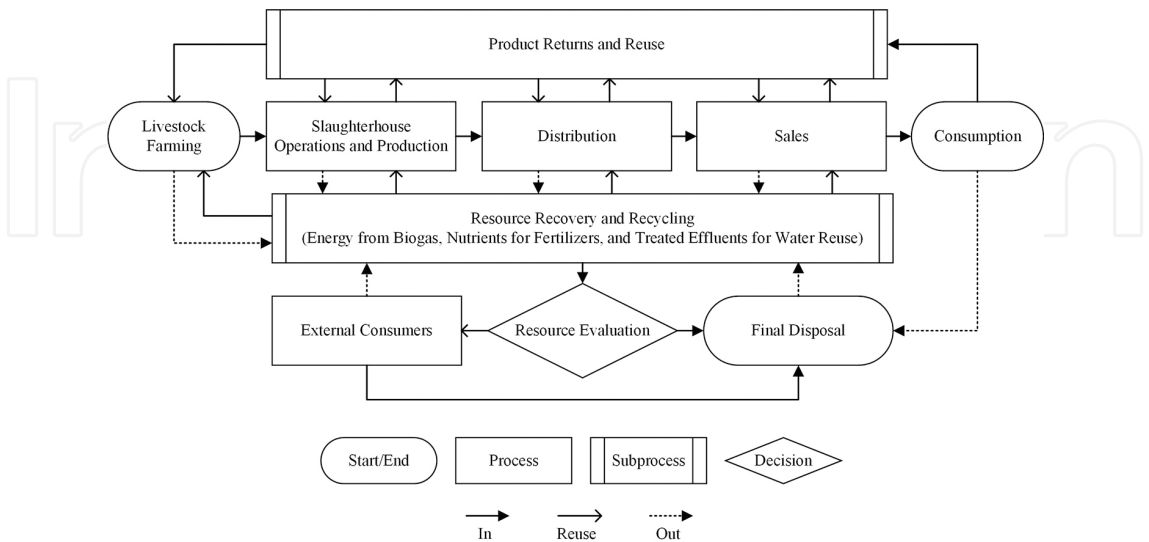 Product Returns and Reuse
Livestock
Farming
Slaughterhouse
Operations and Production
Distribution
Sales
Consumption
Resource Recovery and Recycling
(Energy from Biogas, Nutrients for Fertilizers, and Treated Effluents for Water Reuse)
External Consumers
Resource Evaluation
Final Disposal
Start/End
Process
Subprocess
Decision
In
Reuse
Out